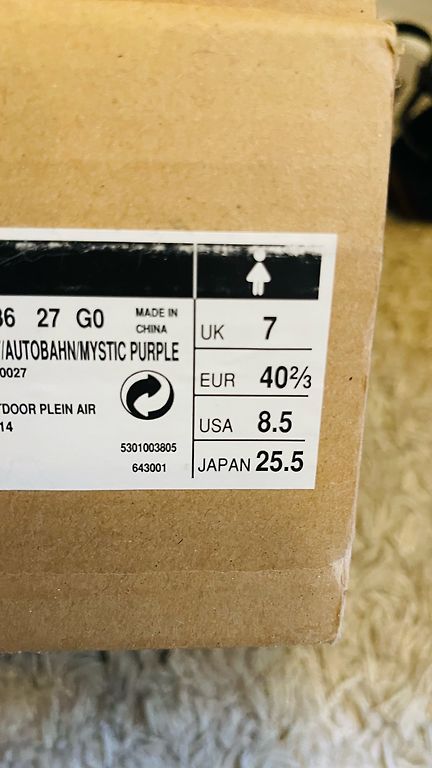 36 27 G0
MADE IN
CHINA
/AUTOBAHN/MYSTIC PURPLE
0027
TDOOR PLEIN AIR
14
5301003805
643001
UK 7
EUR 40⅔
USA 8.5
JAPAN 25.5